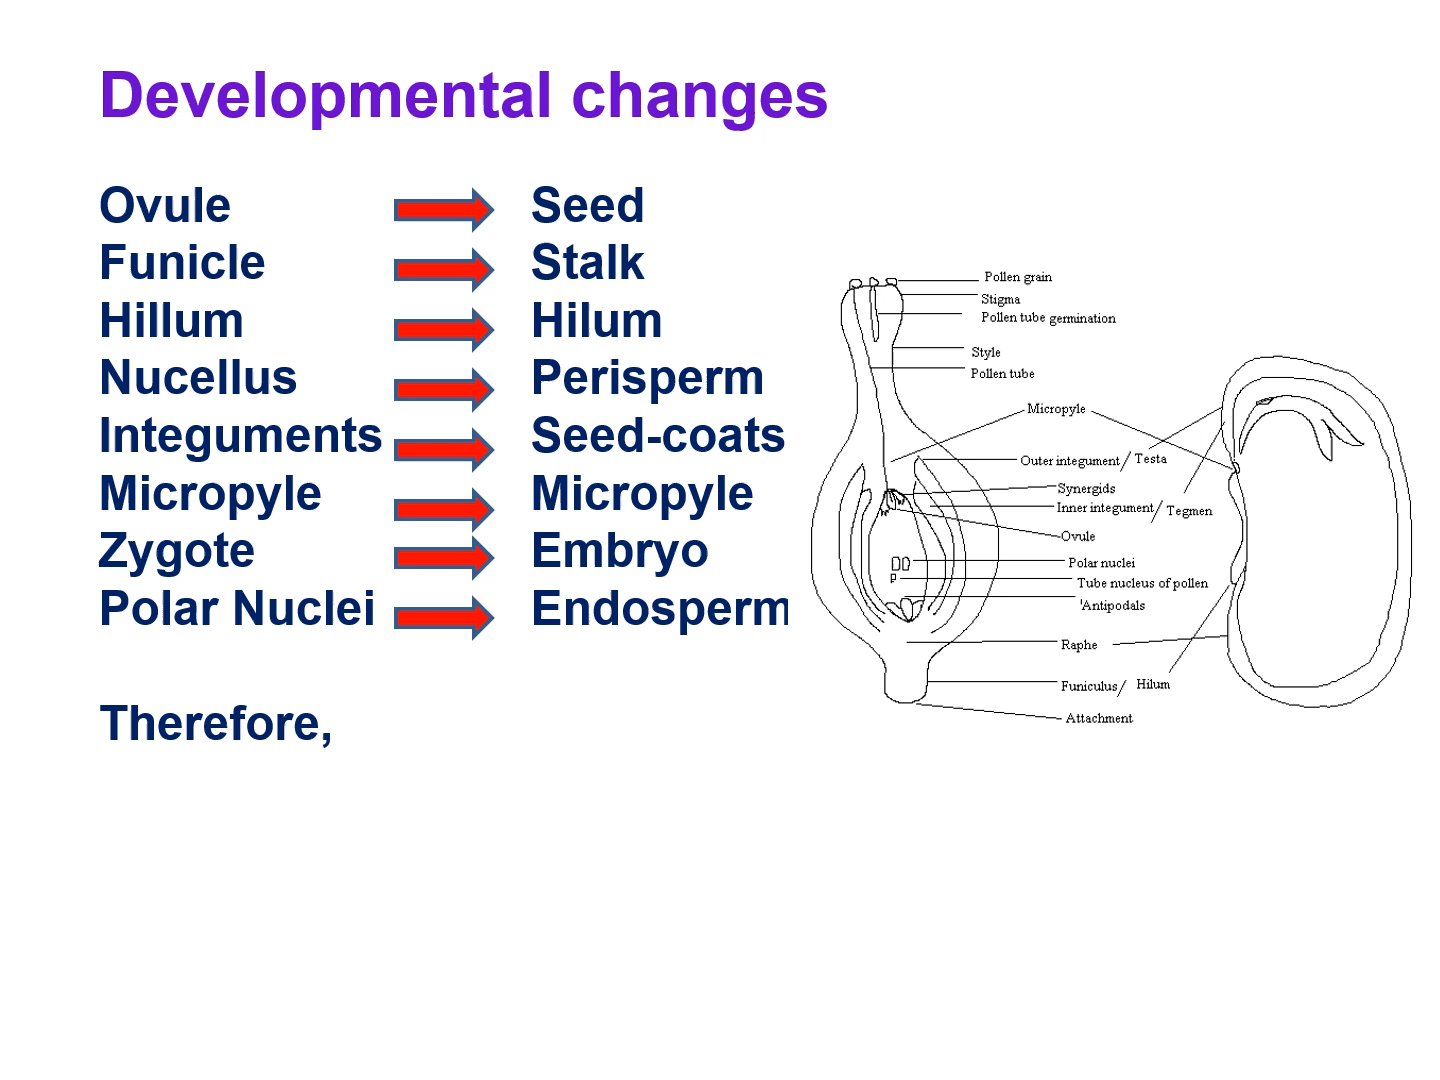 Developmental changes
Ovule Seed
Funicle Stalk
Hillum Hilum
Nucellus Perisperm
Integuments Seed-coats
Micropyle Micropyle
Zygote Embryo
Polar Nuclei Endosperm
Therefore,
Pollen grain
Stigma
Pollen tube germination
Style
Pollen tube
Micropyle
Outer integument/ Testa
Synergids
Inner integument/ Tegmen
Ovule
Polar nuclei
Tube nucleus of pollen
'Antipodals
Raphe
Funiculus/ Hilum
Attachment